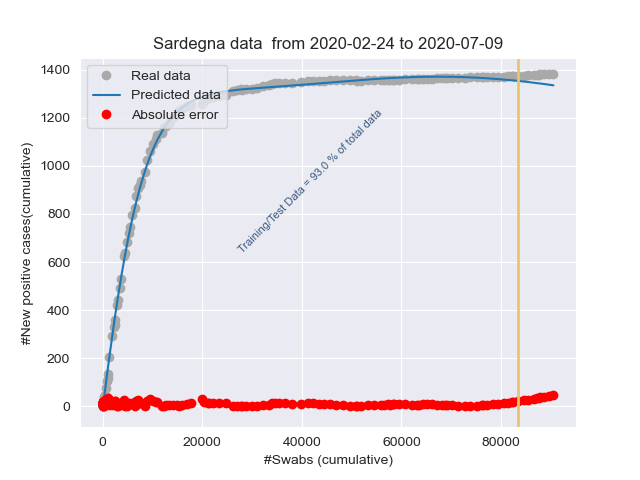 Sardegna data  from 2020-02-24 to 2020-07-09
1400
1200
1000
800
600
400
200
0
#New positive cases(cumulative)
Real data
Predicted data
Absolute error
Training/Test Data = 93.0 % of total data
0
20000
40000
60000
80000
#Swabs (cumulative)